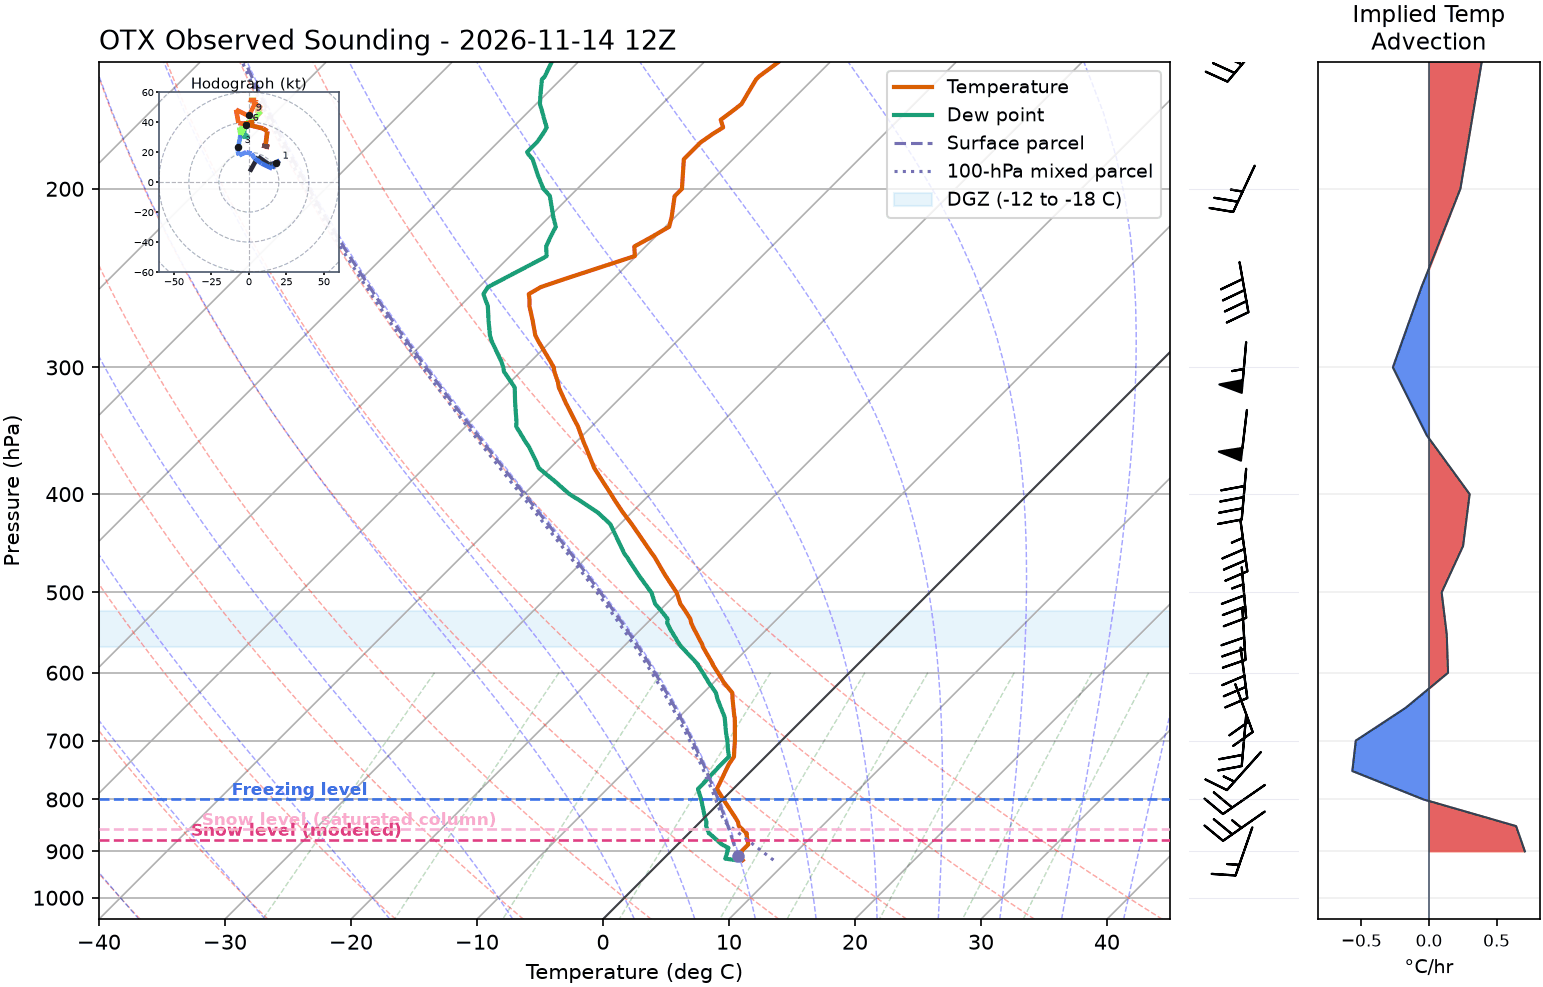 OTX Observed Sounding - 2026-11-14 12Z
Implied Temp
Advection
Hodograph (kt)
60
40
20
0
−20
−40
−60
−50
−25
0
25
50
1
3
6
9
Temperature
Dew point
Surface parcel
100-hPa mixed parcel
DGZ (-12 to -18 C)
Pressure (hPa)
200
300
400
500
600
700
800
900
1000
Freezing level
Snow level (saturated column)
Snow level (modeled)
−40
−30
−20
−10
0
10
20
30
40
Temperature (deg C)
−0.5
0.0
0.5
°C/hr